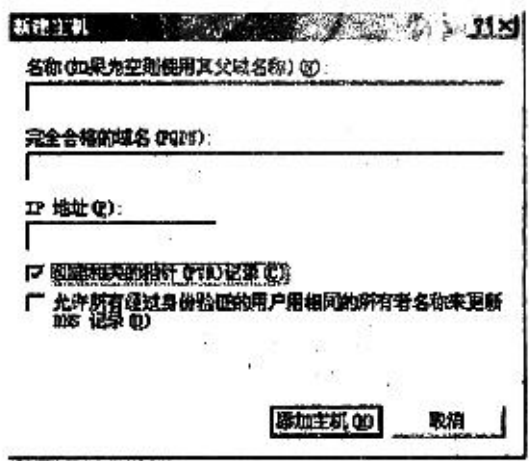 新建主机 ? ×
名称(如果为空则使用其父域名称)(N):
完全合格的域名(FQDN):
IP 地址(P):
创建相关的指针(PTR)记录(C)
允许所有经过身份验证的用户用相同的所有者名称来更新
DNS 记录(O)
添加主机(H) 取消